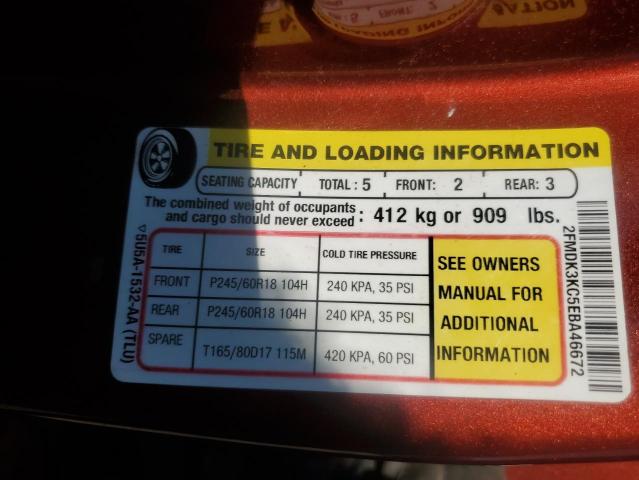 TIRE AND LOADING INFORMATION
SEATING CAPACITY TOTAL : 5 FRONT: 2 REAR: 3
The combined weight of occupants
and cargo should never exceed : 412 kg or 909 lbs.
TIRE SIZE COLD TIRE PRESSURE
FRONT P245/60R18 104H 240 KPA, 35 PSI
REAR P245/60R18 104H 240 KPA, 35 PSI
SPARE T165/80D17 115M 420 KPA, 60 PSI
SEE OWNERS
MANUAL FOR
ADDITIONAL
INFORMATION
5U5A-1532-AA (TLU)
2FMDK3KC5EBA46672